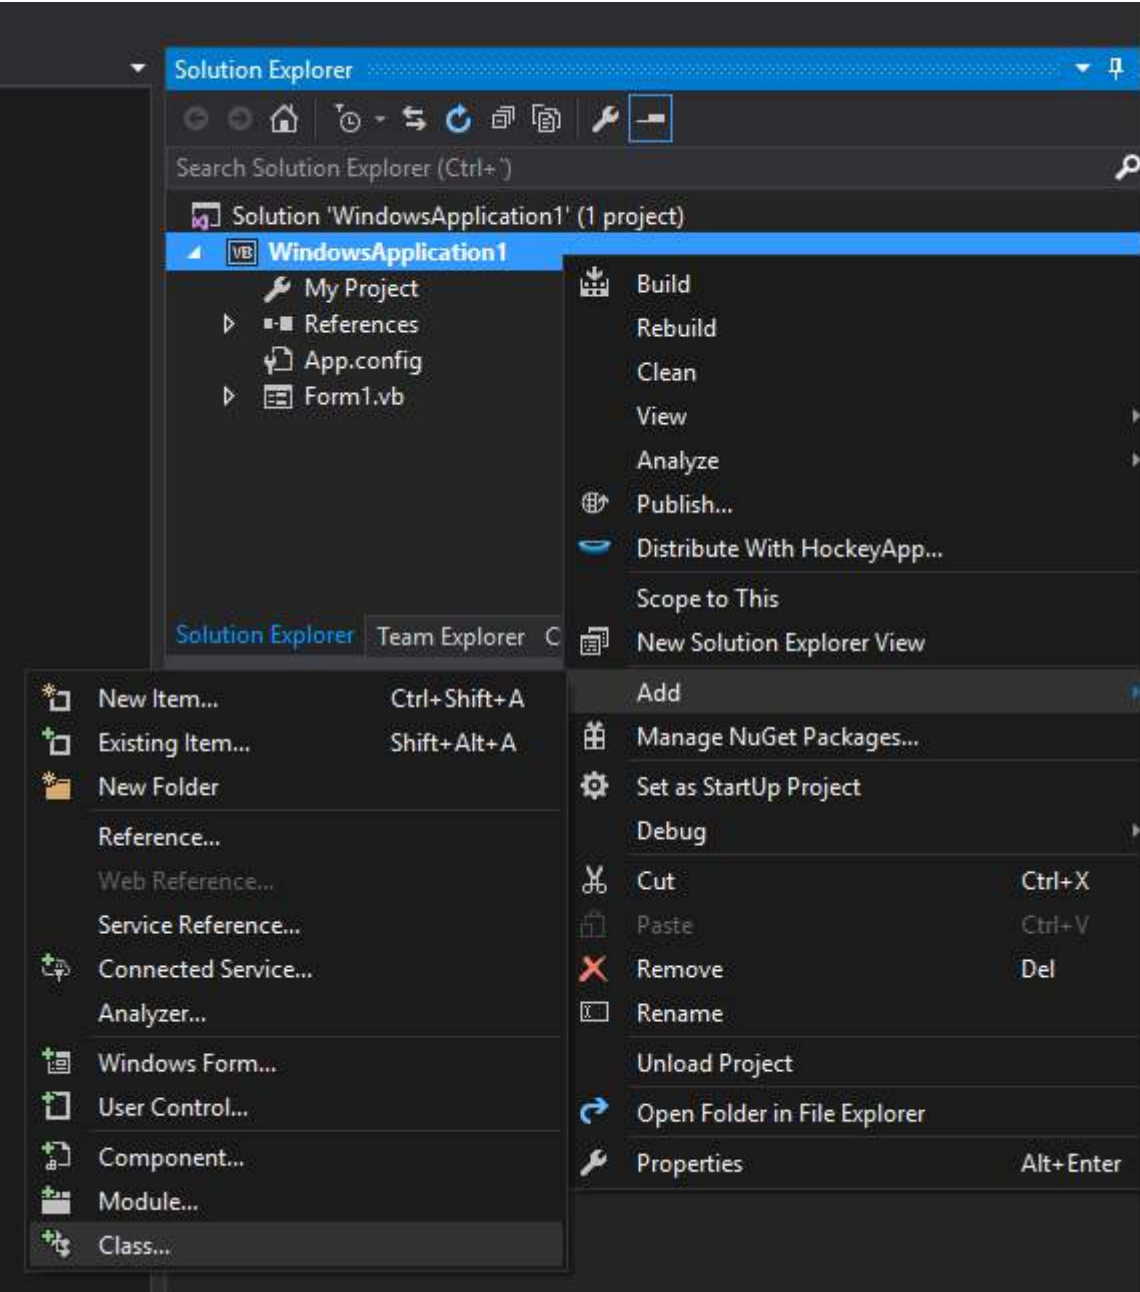 Solution Explorer
Search Solution Explorer (Ctrl+¨)
Solution 'WindowsApplication1' (1 project)
VB WindowsApplication1
My Project
References
App.config
Form1.vb
Solution Explorer Team Explorer C
Build
Rebuild
Clean
View
Analyze
Publish...
Distribute With HockeyApp...
Scope to This
New Solution Explorer View
Add
Manage NuGet Packages...
Set as StartUp Project
Debug
Cut Ctrl+X
Paste Ctrl+V
Remove Del
Rename
Unload Project
Open Folder in File Explorer
Properties Alt+Enter
New Item... Ctrl+Shift+A
Existing Item... Shift+Alt+A
New Folder
Reference...
Web Reference...
Service Reference...
Connected Service...
Analyzer...
Windows Form...
User Control...
Component...
Module...
Class...